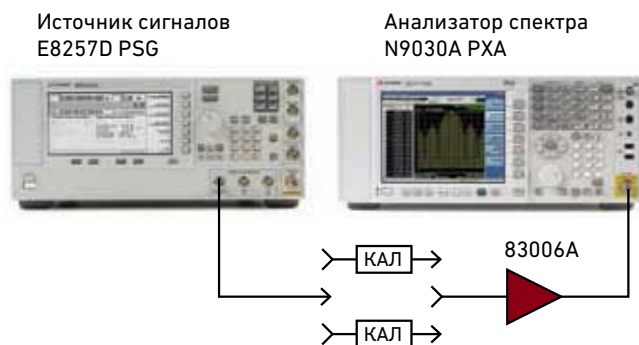 Источник сигналов
E8257D PSG
Анализатор спектра
N9030A PXA
83006A
КАЛ
КАЛ